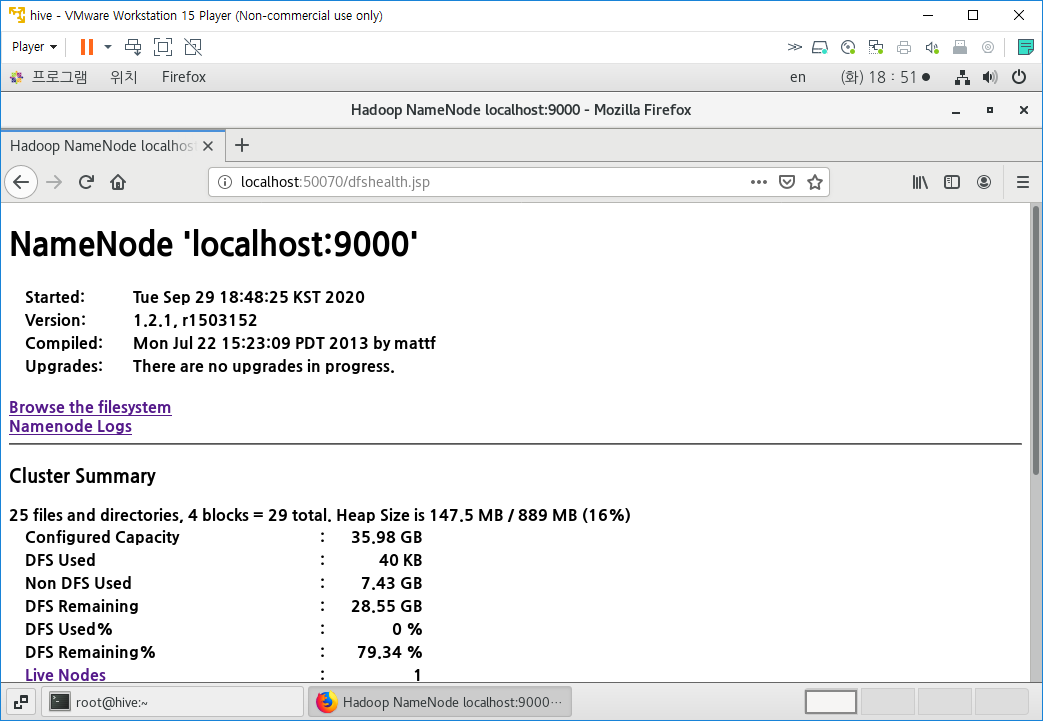 hive - VMware Workstation 15 Player (Non-commercial use only)
Player
프로그램 위치 Firefox en (화) 18 : 51
Hadoop NameNode localhost:9000 - Mozilla Firefox
Hadoop NameNode localhos
localhost:50070/dfshealth.jsp
NameNode 'localhost:9000'
Started: Tue Sep 29 18:48:25 KST 2020
Version: 1.2.1, r1503152
Compiled: Mon Jul 22 15:23:09 PDT 2013 by mattf
Upgrades: There are no upgrades in progress.
Browse the filesystem
Namenode Logs
Cluster Summary
25 files and directories, 4 blocks = 29 total. Heap Size is 147.5 MB / 889 MB (16%)
Configured Capacity : 35.98 GB
DFS Used : 40 KB
Non DFS Used : 7.43 GB
DFS Remaining : 28.55 GB
DFS Used% : 0 %
DFS Remaining% : 79.34 %
Live Nodes : 1
root@hive:~ Hadoop NameNode localhost:9000…